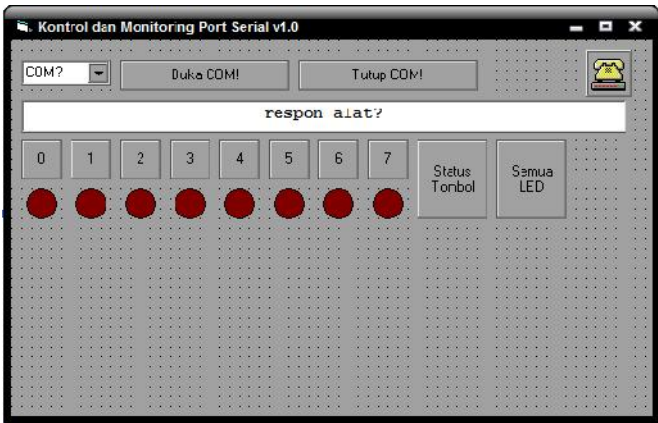 Kontrol dan Monitoring Port Serial v1.0
COM? Buka COM! Tutup COM!
respon alat?
0 1 2 3 4 5 6 7
Status
Tombol
Semua
LED